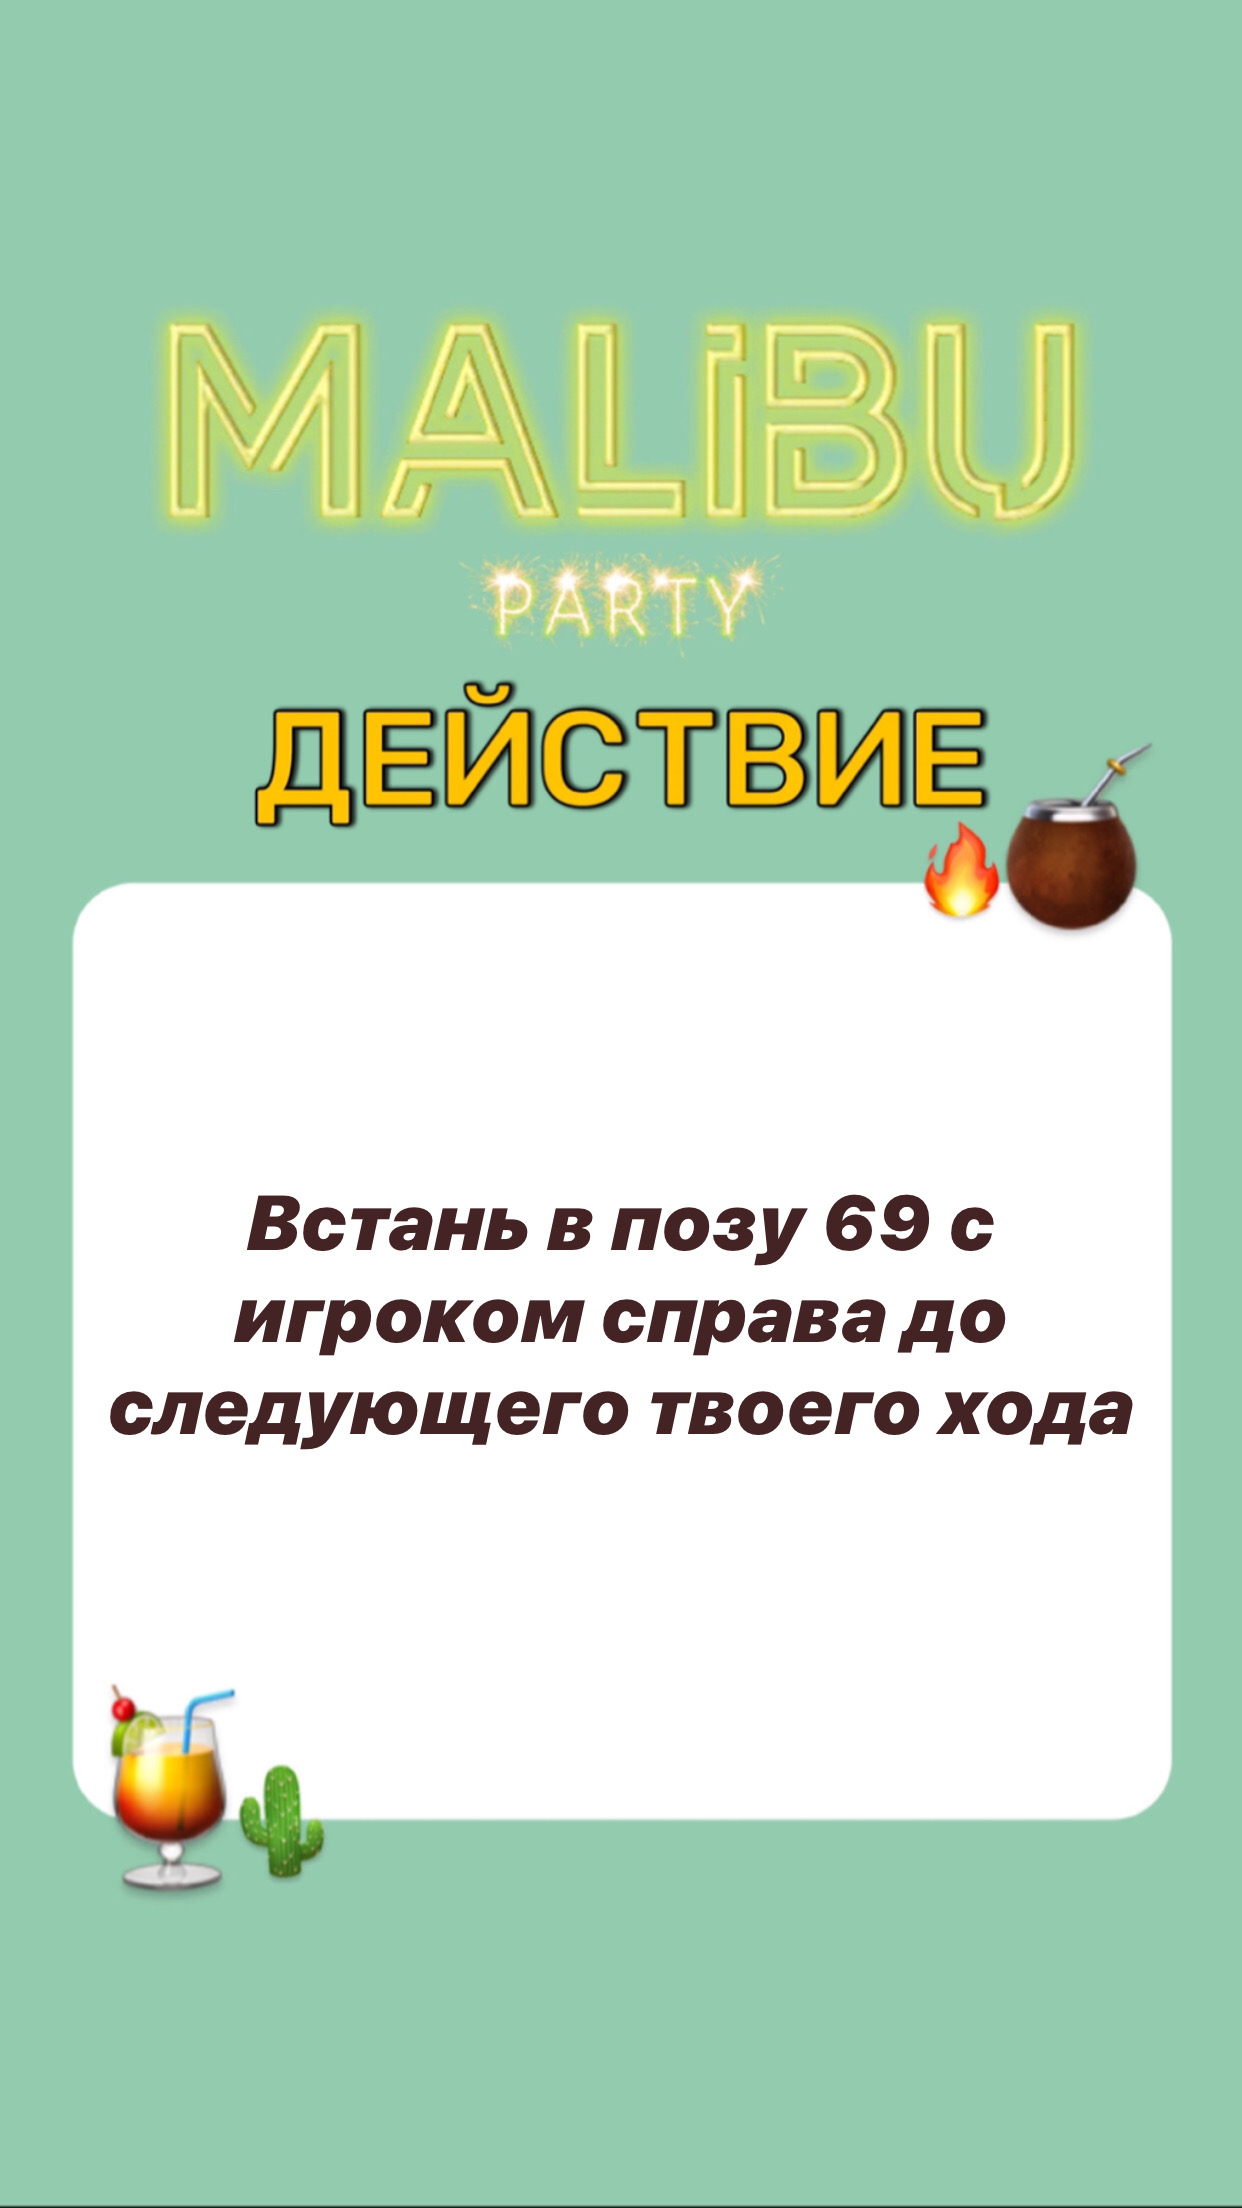 MALiBU
PARTY
ДЕЙСТВИЕ
Встань в позу 69 с
игроком справа до
следующего твоего хода